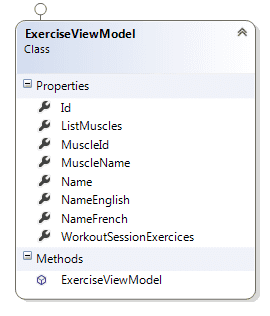 ExerciseViewModel
Class
Properties
Id
ListMuscles
MuscleId
MuscleName
Name
NameEnglish
NameFrench
WorkoutSessionExercices
Methods
ExerciseViewModel